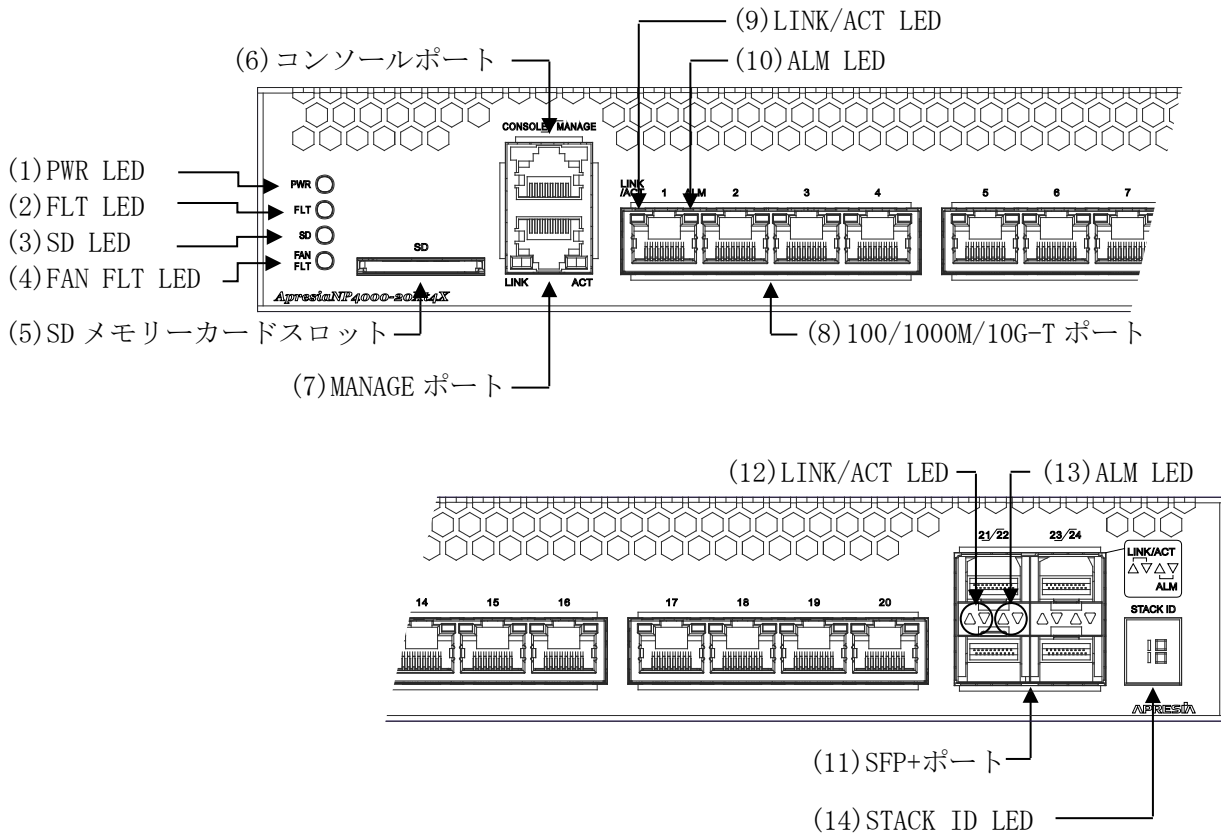 (9)LINK/ACT LED
(6)コンソールポート
(10)ALM LED
CONSOLE MANAGE
(1)PWR LED
(2)FLT LED
(3)SD LED
(4)FAN FLT LED
PWR
FLT
SD
FAN
FLT
SD
LINK
ACT
LINK
/ACT
1
ALM
2
3
4
5
6
7
(5)SDメモリーカードスロット
(8)100/1000M/10G-Tポート
(7)MANAGEポート
(12)LINK/ACT LED
(13)ALM LED
21/22
23/24
LINK/ACT
ALM
14
15
16
17
18
19
20
STACK ID
APRESIA
(11)SFP+ポート
(14)STACK ID LED